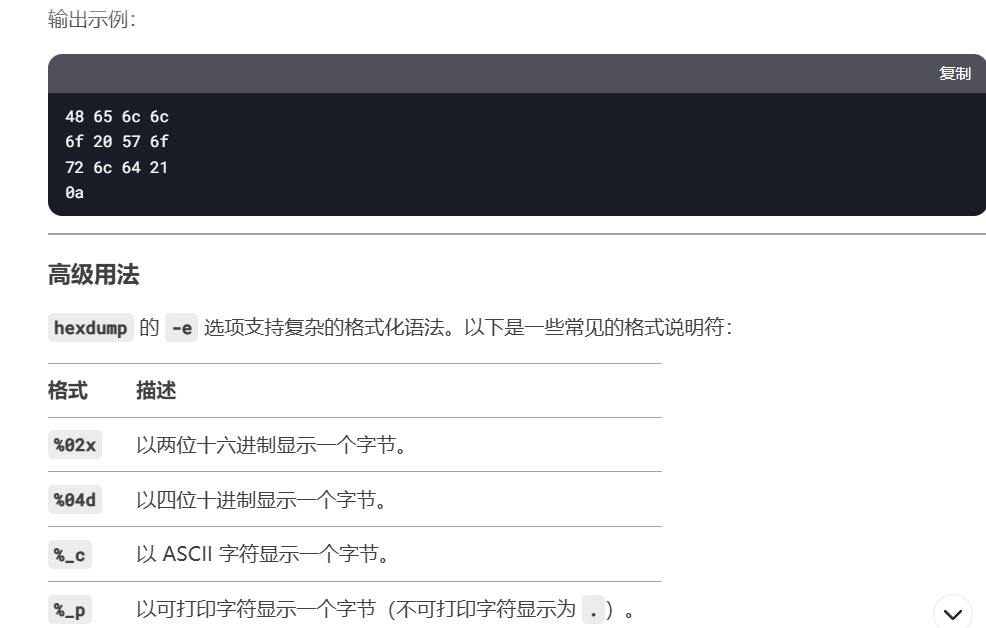 输出示例：
复制
48 65 6c 6c
6f 20 57 6f
72 6c 64 21
0a
高级用法
hexdump 的 -e 选项支持复杂的格式化语法。以下是一些常见的格式说明符：
格式 描述
%02x 以两位十六进制显示一个字节。
%04d 以四位十进制显示一个字节。
%_c 以 ASCII 字符显示一个字节。
%_p 以可打印字符显示一个字节（不可打印字符显示为 .）。